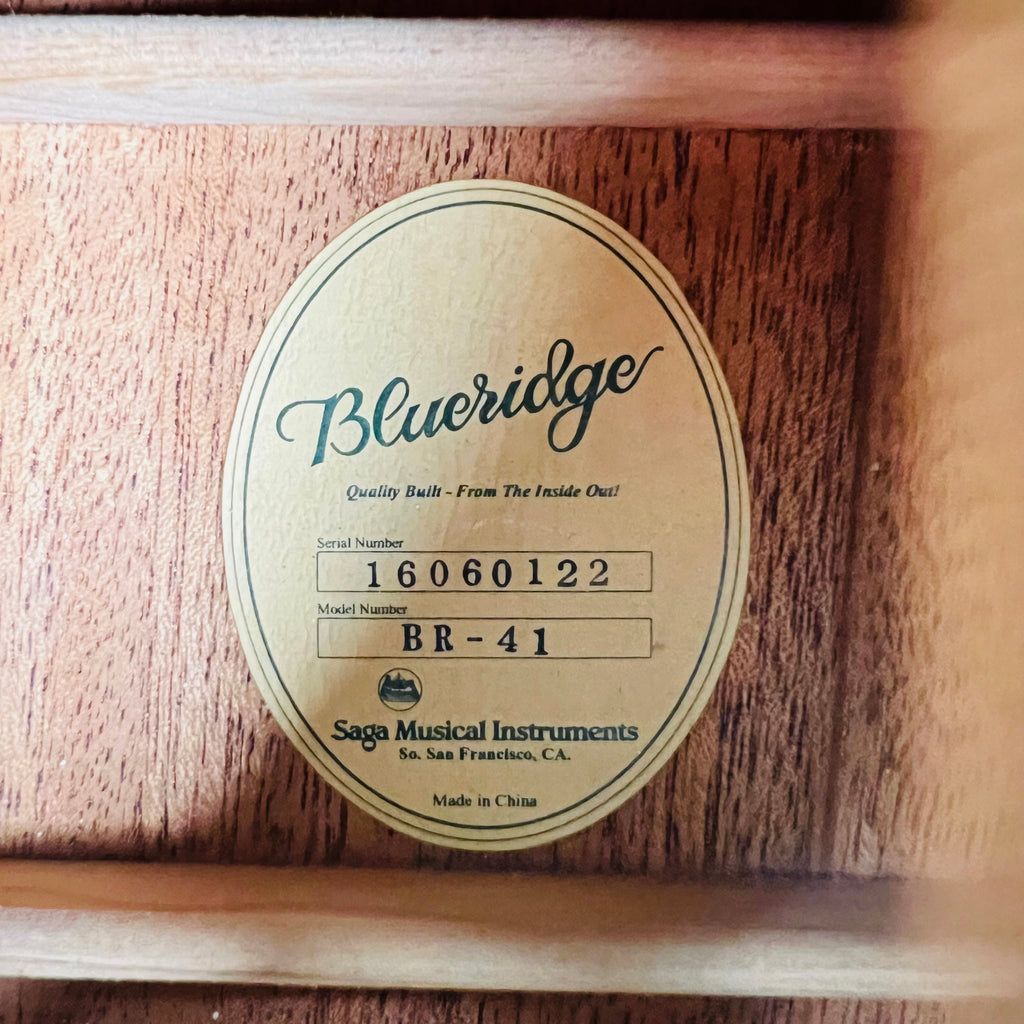 Blueridge
Quality Built - From The Inside Out!
Serial Number
16060122
Model Number
BR-41
Saga Musical Instruments
So. San Francisco, CA.
Made in China